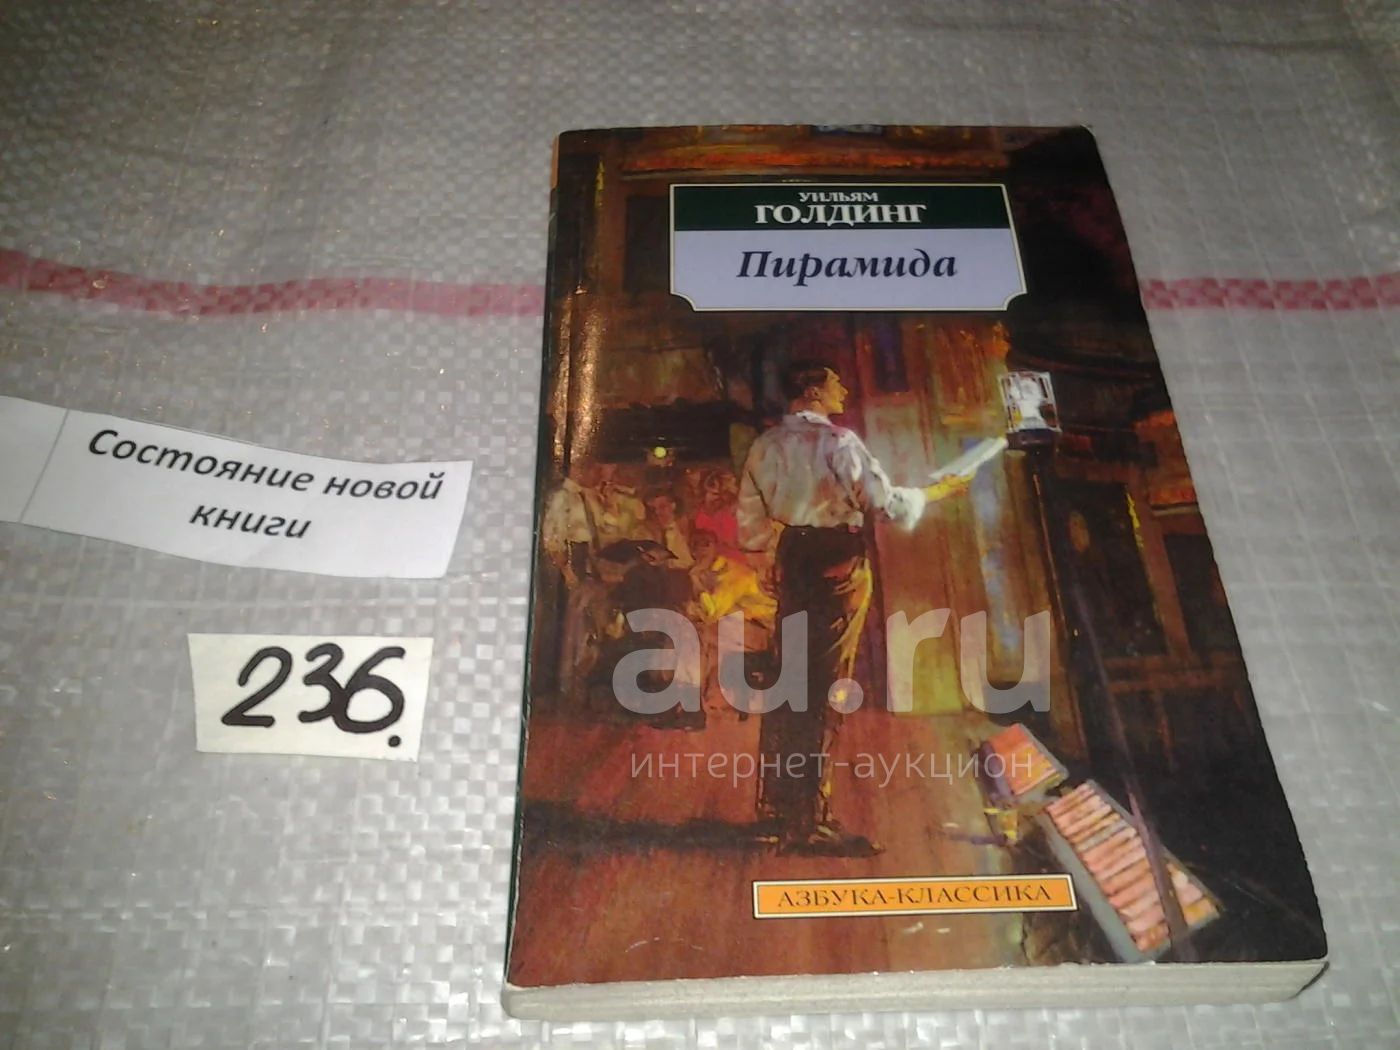 УИЛЬЯМ
ГОЛДИНГ
Пирамида
Состояние новой
книги
236.
au.ru
интернет-аукцион
АЗБУКА-КЛАССИКА